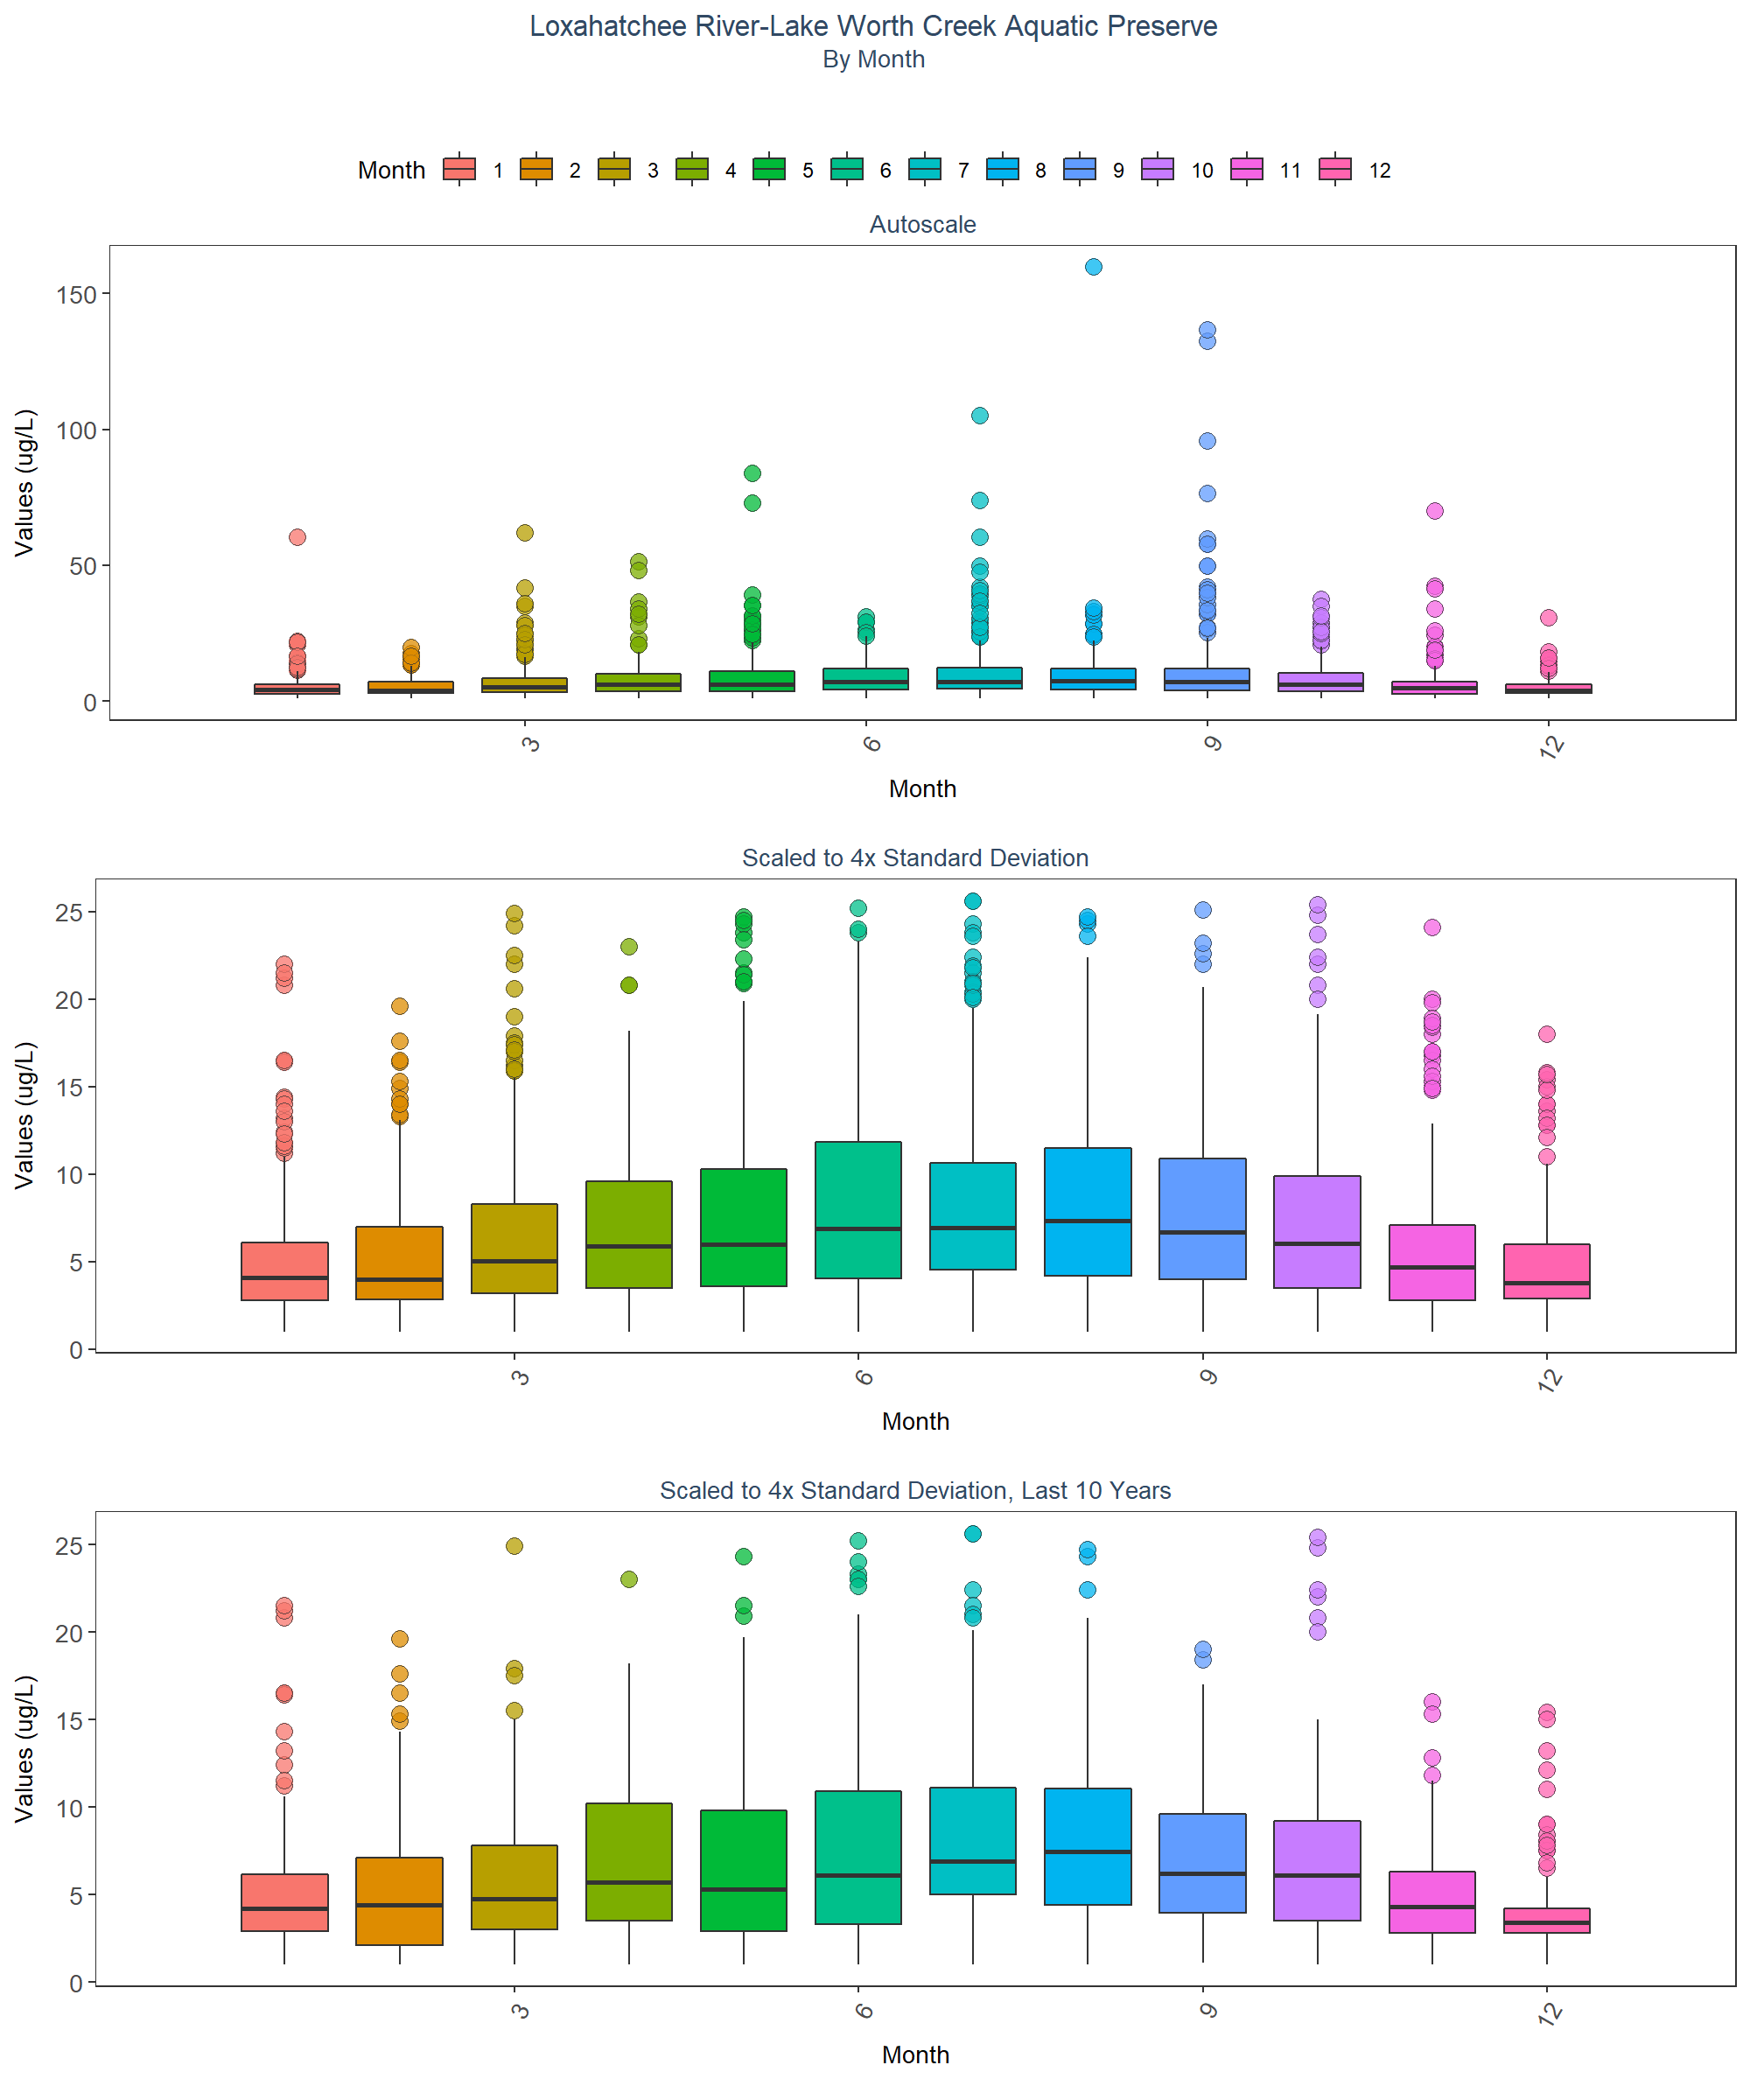 Loxahatchee River-Lake Worth Creek Aquatic Preserve
By Month
Month 1 2 3 4 5 6 7 8 9 10 11 12
Autoscale
150
100
50
0
Values (ug/L)
3 6 9 12
Month
Scaled to 4x Standard Deviation
25
20
15
10
5
0
Values (ug/L)
3 6 9 12
Month
Scaled to 4x Standard Deviation, Last 10 Years
25
20
15
10
5
0
Values (ug/L)
3 6 9 12
Month